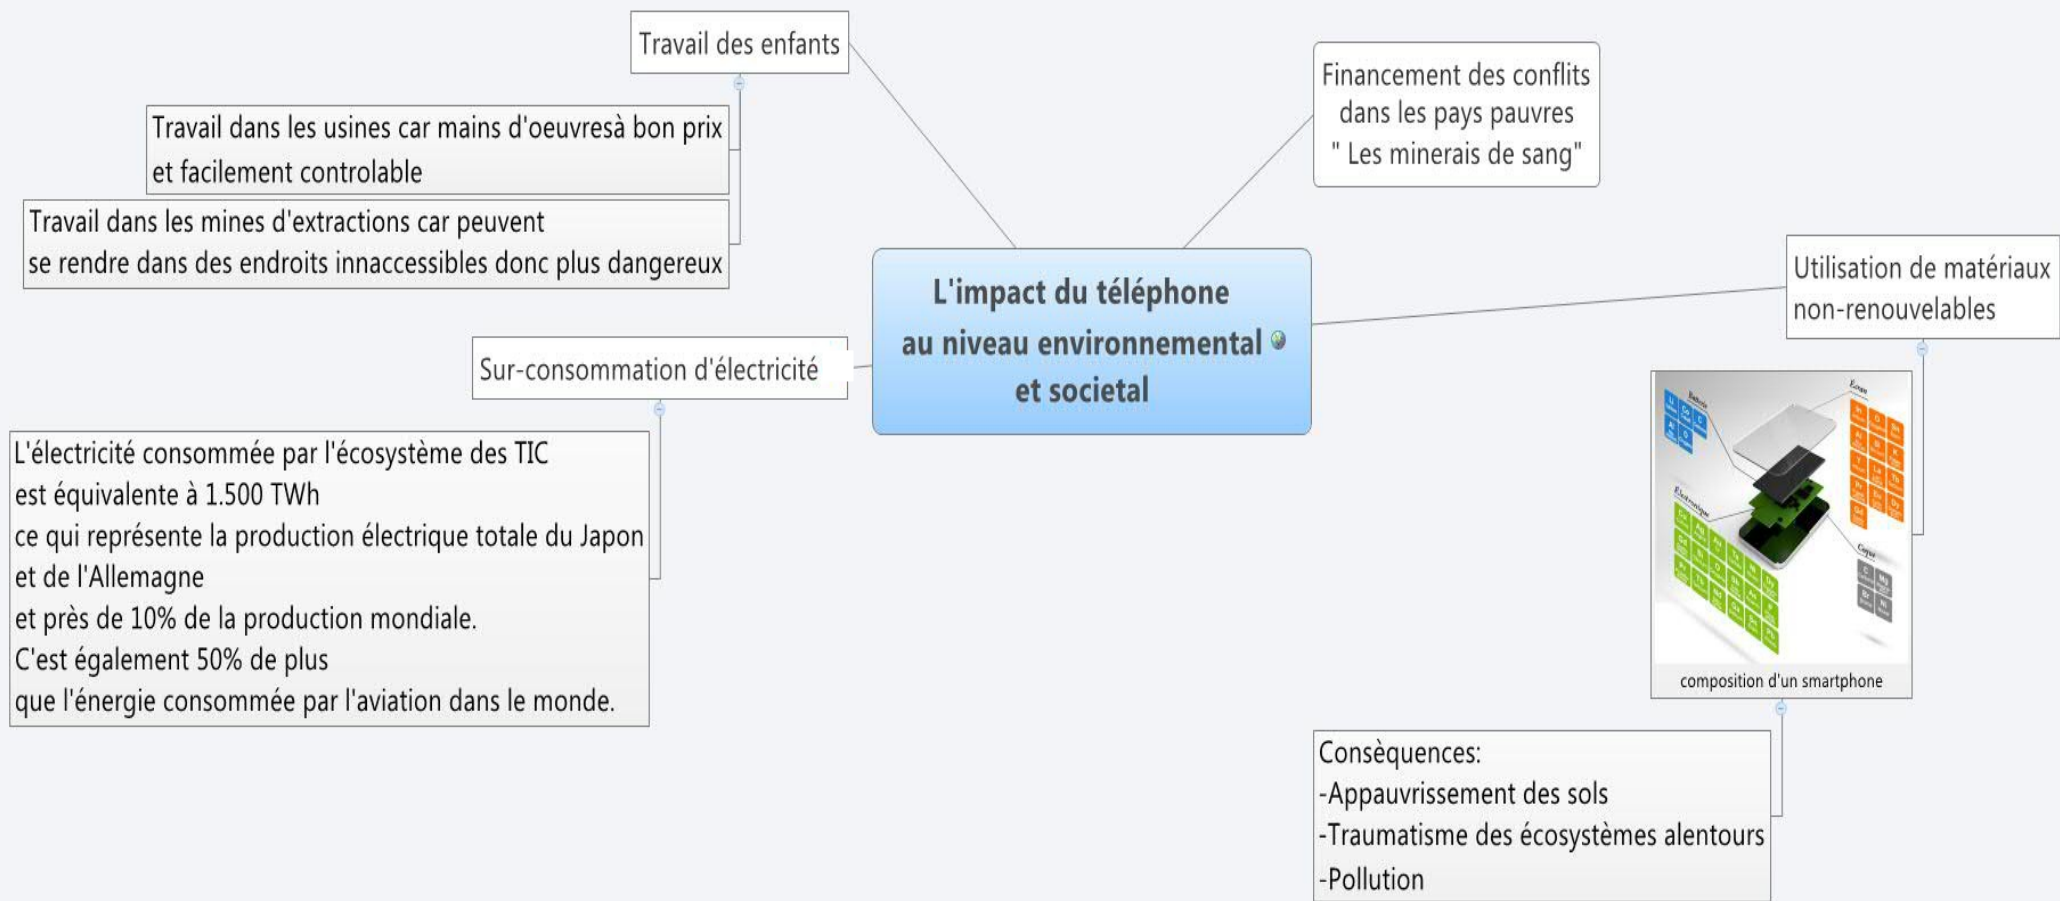 Travail des enfants
Travail dans les usines car mains d'oeuvresà bon prix
et facilement controlable
Travail dans les mines d'extractions car peuvent
se rendre dans des endroits innaccessibles donc plus dangereux
Sur-consommation d'électricité
L'électricité consommée par l'écosystème des TIC
est équivalente à 1.500 TWh
ce qui représente la production électrique totale du Japon
et de l'Allemagne
et près de 10% de la production mondiale.
C'est également 50% de plus
que l'énergie consommée par l'aviation dans le monde.
L'impact du téléphone
au niveau environnemental
et societal
Financement des conflits
dans les pays pauvres
" Les minerais de sang"
Utilisation de matériaux
non-renouvelables
Batterie
Écran
Électronique
Coque
composition d'un smartphone
Consèquences:
-Appauvrissement des sols
-Traumatisme des écosystèmes alentours
-Pollution